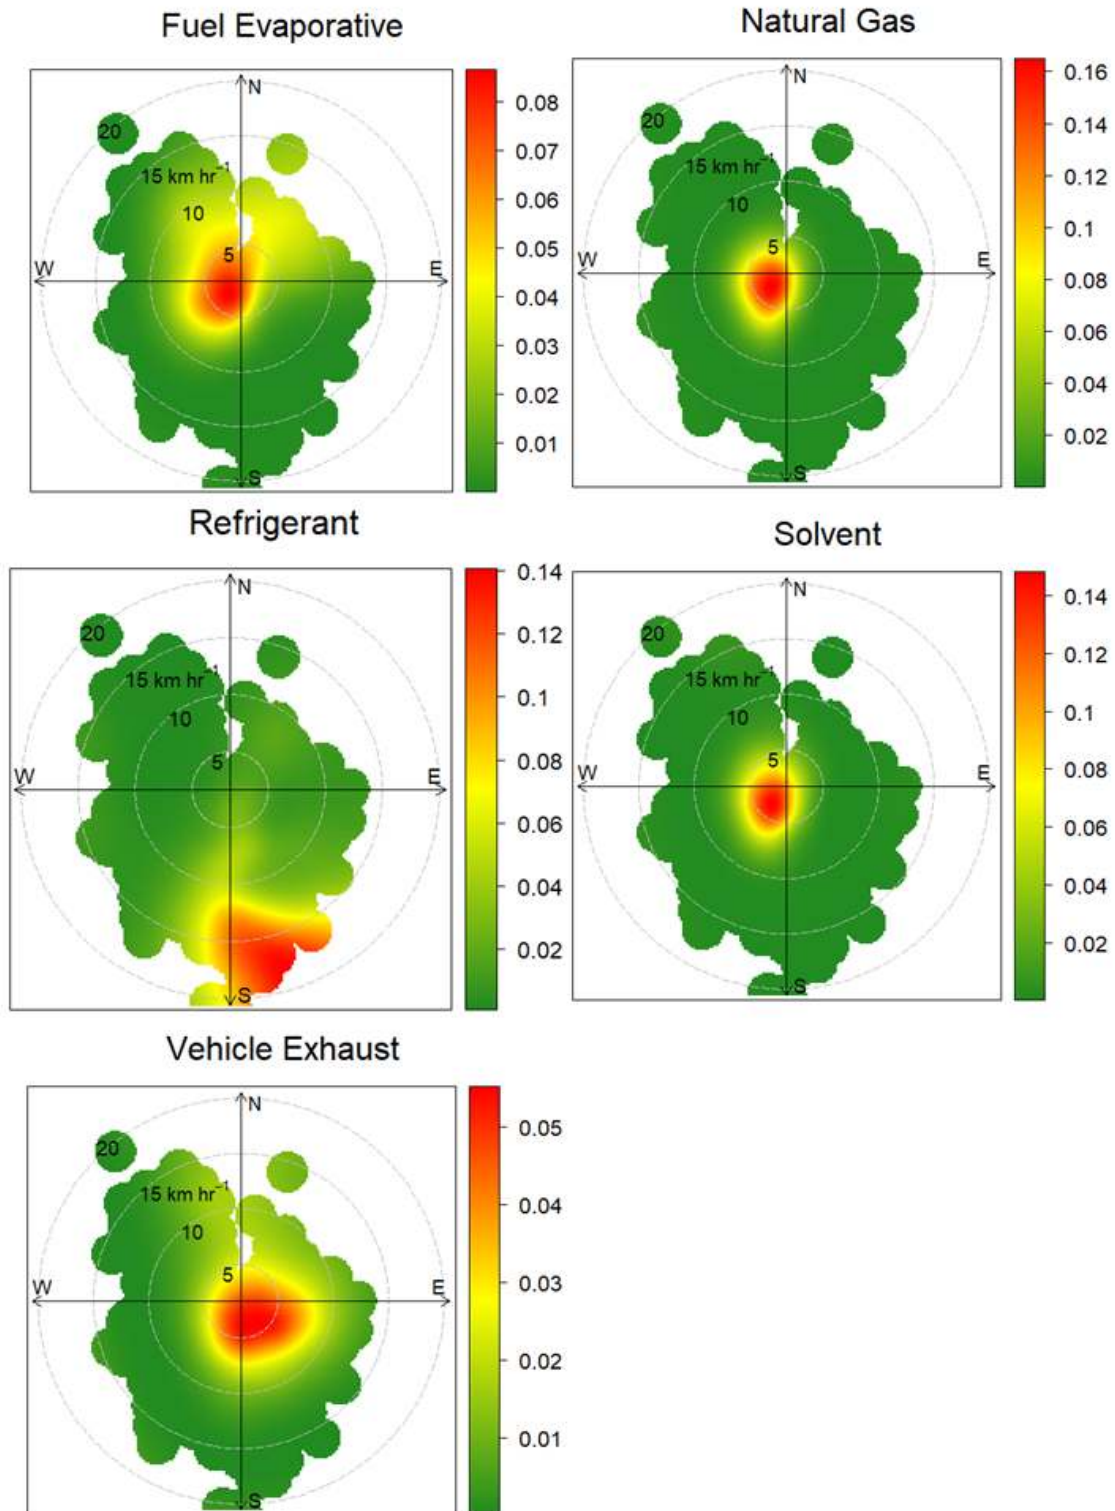 Fuel Evaporative
N
20
15 km hr⁻¹
10
5
W
E
S
0.08
0.07
0.06
0.05
0.04
0.03
0.02
0.01
Natural Gas
N
20
15 km hr⁻¹
10
5
W
E
S
0.16
0.14
0.12
0.10
0.08
0.06
0.04
0.02
Refrigerant
N
20
15 km hr⁻¹
10
5
W
E
S
0.14
0.12
0.1
0.08
0.06
0.04
0.02
Solvent
N
20
15 km hr⁻¹
10
5
W
E
S
0.14
0.12
0.1
0.08
0.06
0.04
0.02
Vehicle Exhaust
N
20
15 km hr⁻¹
10
5
W
E
S
0.05
0.04
0.03
0.02
0.01